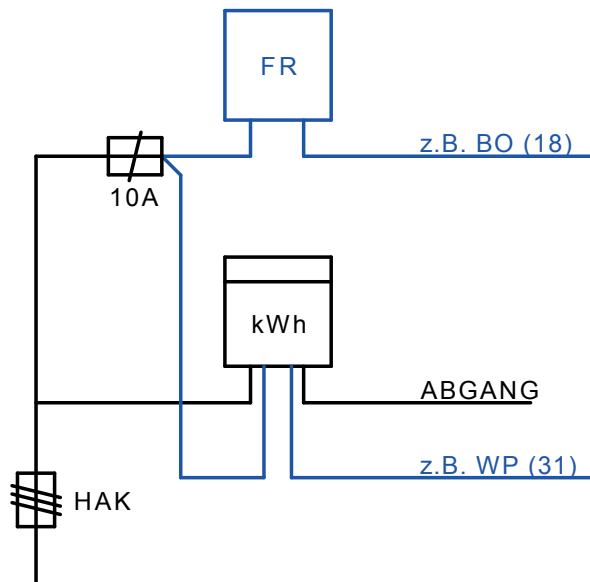 FR
z.B. BO (18)
10A
kWh
ABGANG
z.B. WP (31)
HAK